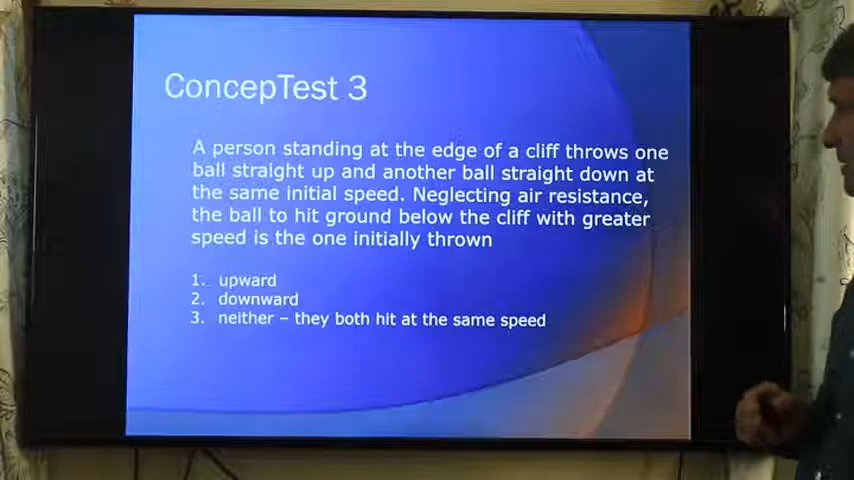 ConcepTest 3
A person standing at the edge of a cliff throws one
ball straight up and another ball straight down at
the same initial speed. Neglecting air resistance,
the ball to hit ground below the cliff with greater
speed is the one initially thrown
1. upward
2. downward
3. neither – they both hit at the same speed